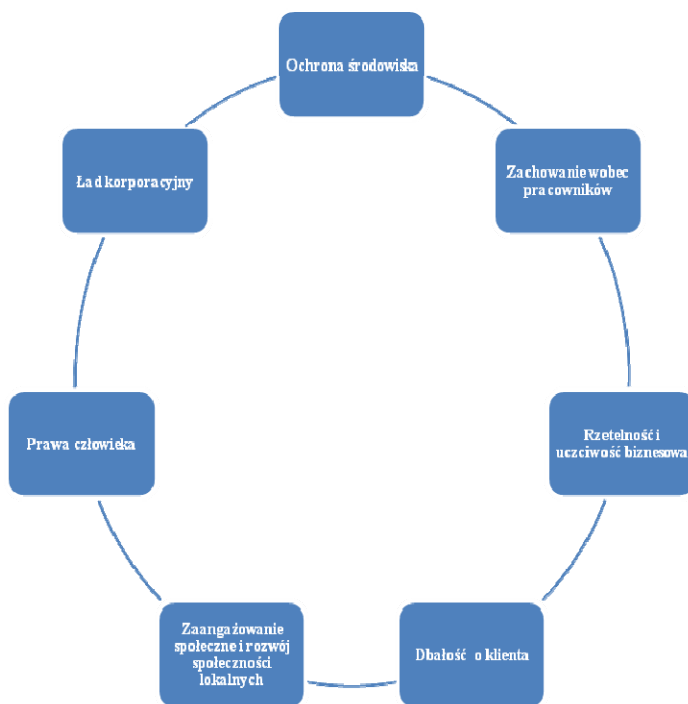 Ochrona środowiska
Zachowanie wobec
pracowników
Rzetelność i
uczciwość biznesowa
Dbałość o klienta
Zaangażowanie
społeczne i rozwój
społeczności
lokalnych
Prawa człowieka
Ład korporacyjny